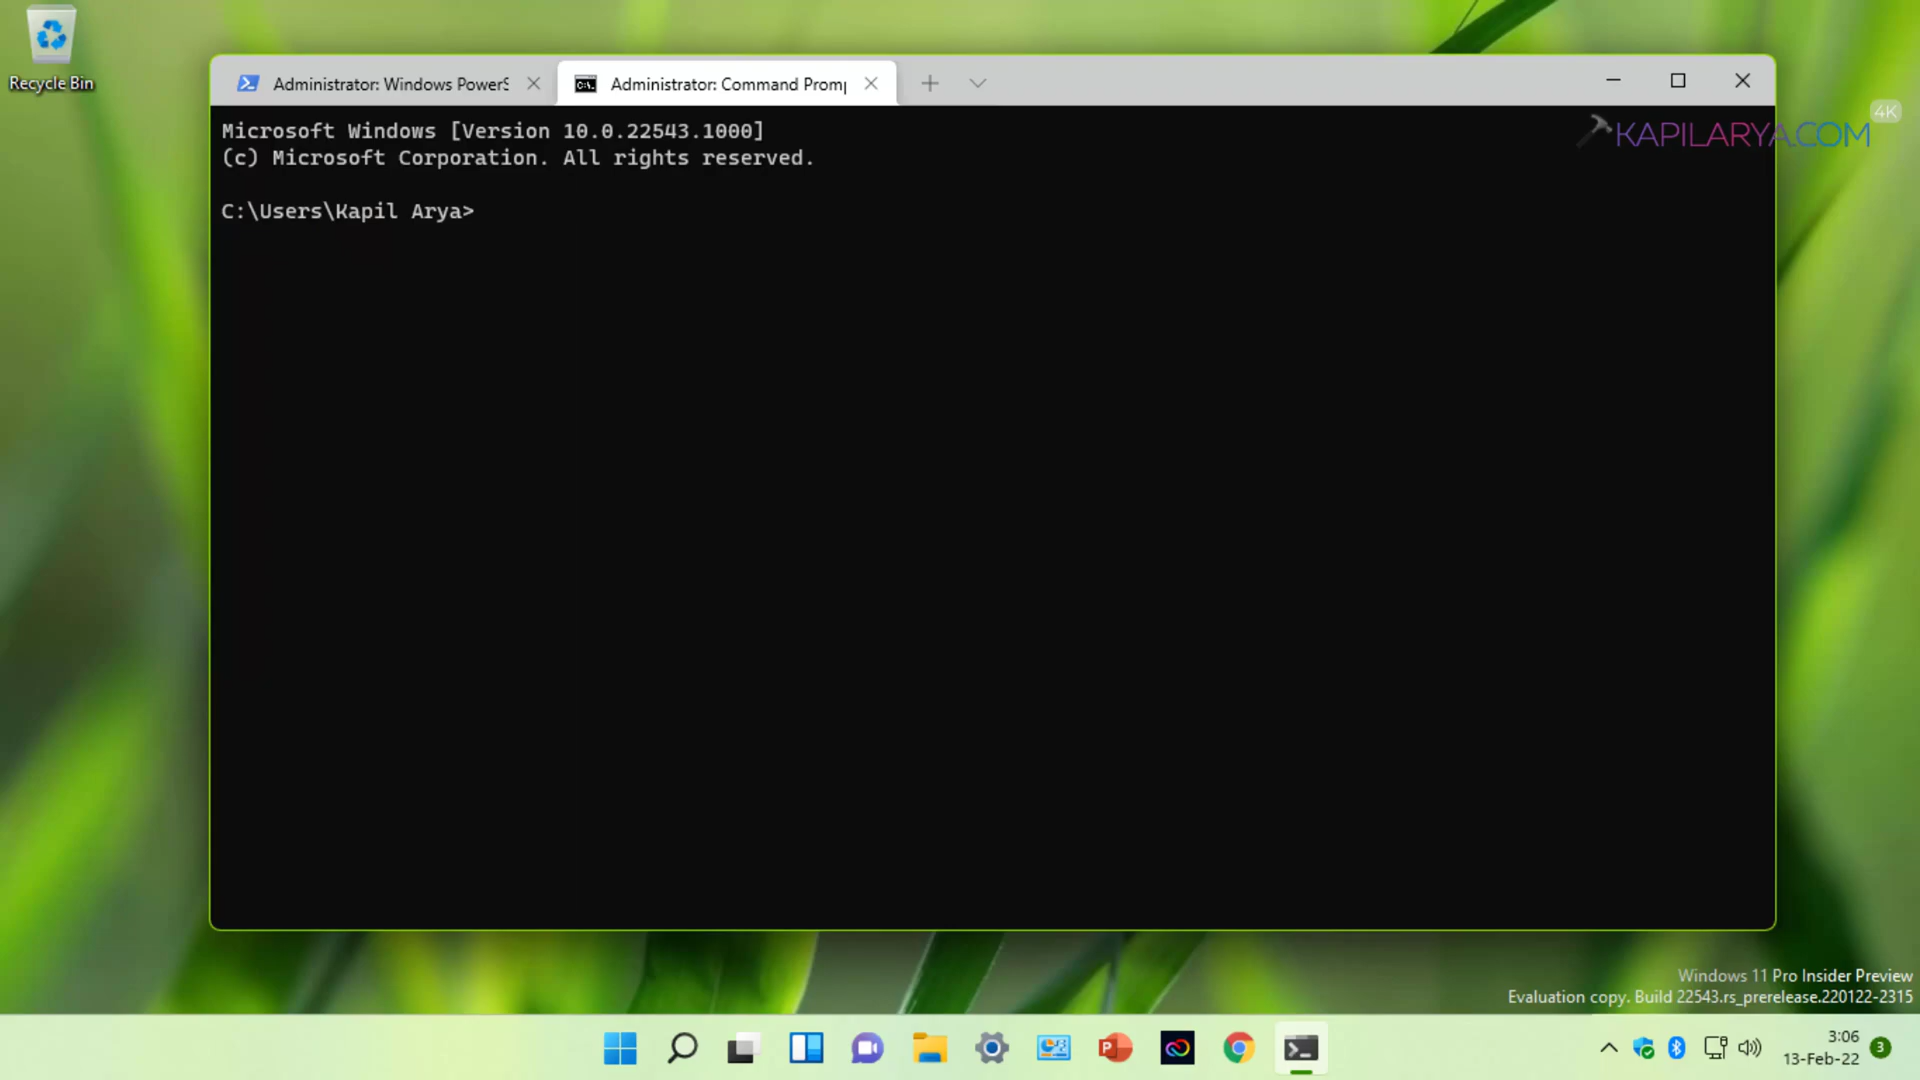 Recycle Bin
Administrator: Windows PowerS
Administrator: Command Promp
4K
KAPILARYA.COM
Microsoft Windows [Version 10.0.22543.1000]
(c) Microsoft Corporation. All rights reserved.
C:\Users\Kapil Arya>
Windows 11 Pro Insider Preview
Evaluation copy. Build 22543.rs_prerelease.220122-2315
3:06
13-Feb-22
3